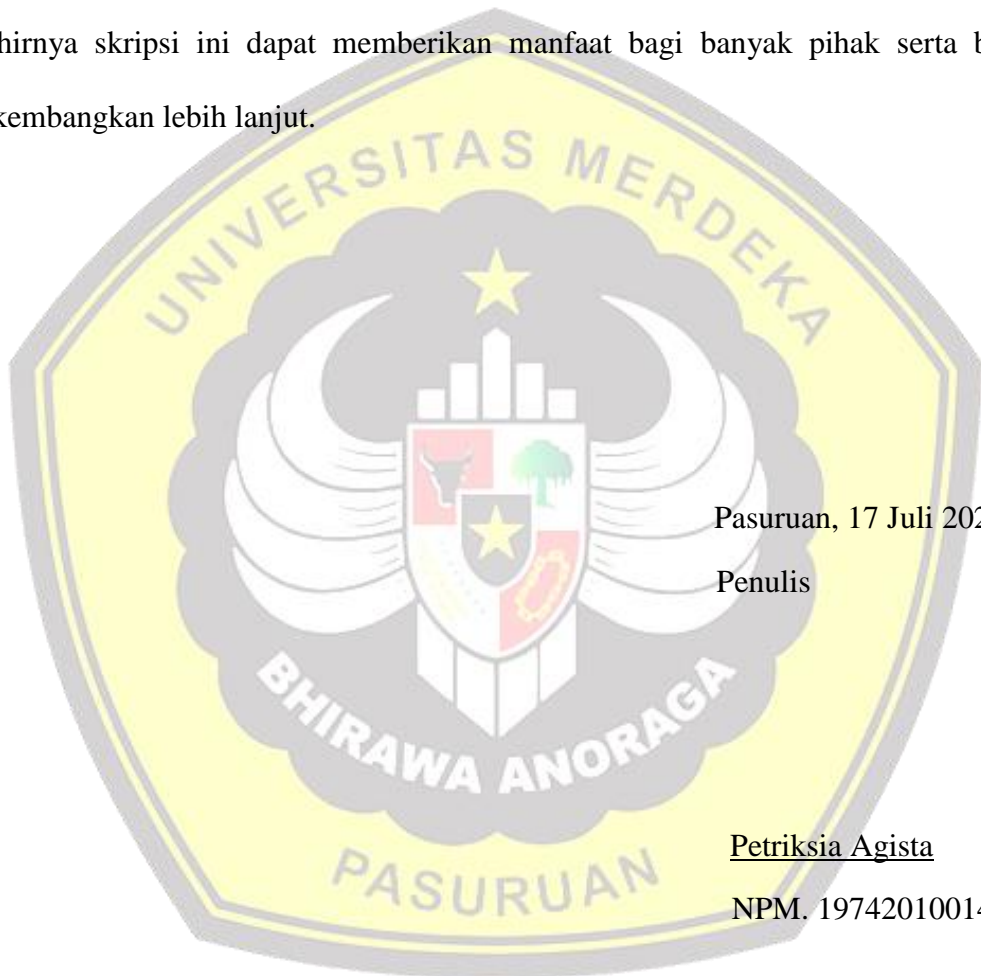 hirnya skripsi ini dapat memberikan manfaat bagi banyak pihak serta b
kembangkan lebih lanjut.
UNIVERSITAS MERDEKA
Pasuruan, 17 Juli 202
Penulis
BHIRAWA ANORAGA
Petriksia Agista
PASURUAN
NPM. 19742010014